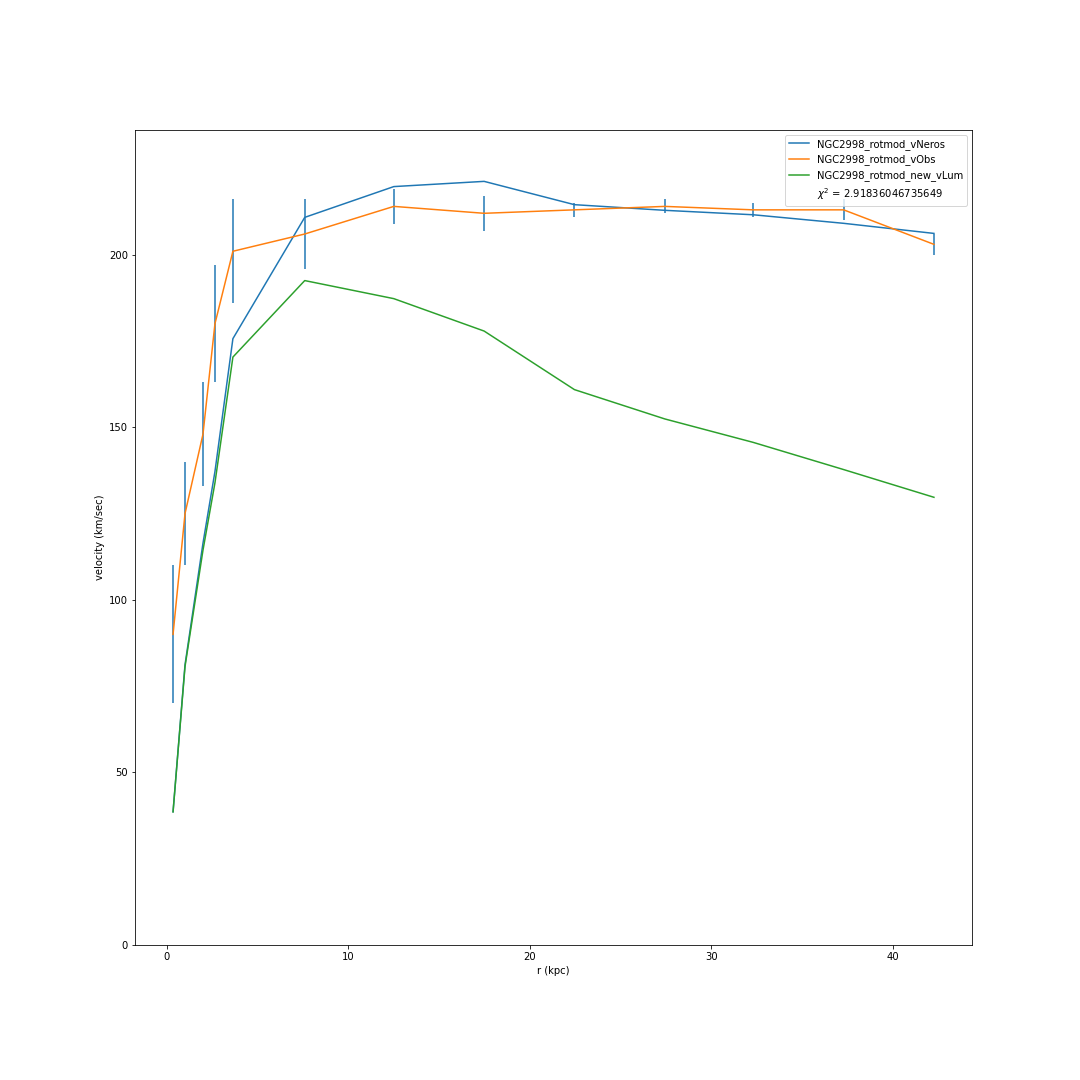 NGC2998_rotmod_vNeros
NGC2998_rotmod_vObs
NGC2998_rotmod_new_vLum
χ² = 2.91836046735649
200
150
100
50
0
velocity (km/sec)
0 10 20 30 40
r (kpc)